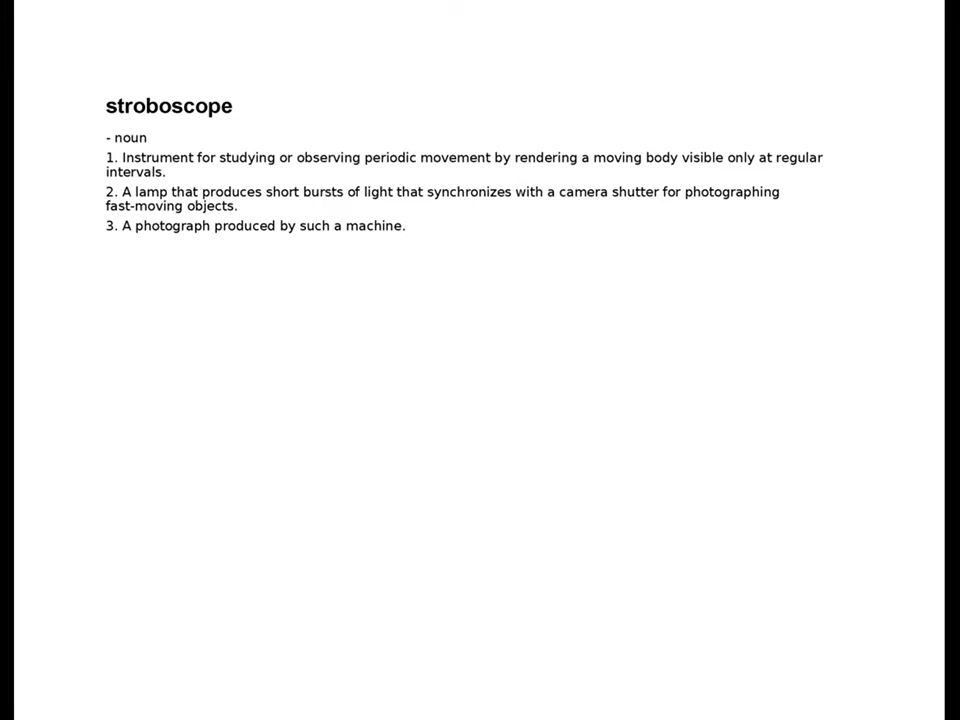 stroboscope
- noun
1. Instrument for studying or observing periodic movement by rendering a moving body visible only at regular
intervals.
2. A lamp that produces short bursts of light that synchronizes with a camera shutter for photographing
fast-moving objects.
3. A photograph produced by such a machine.